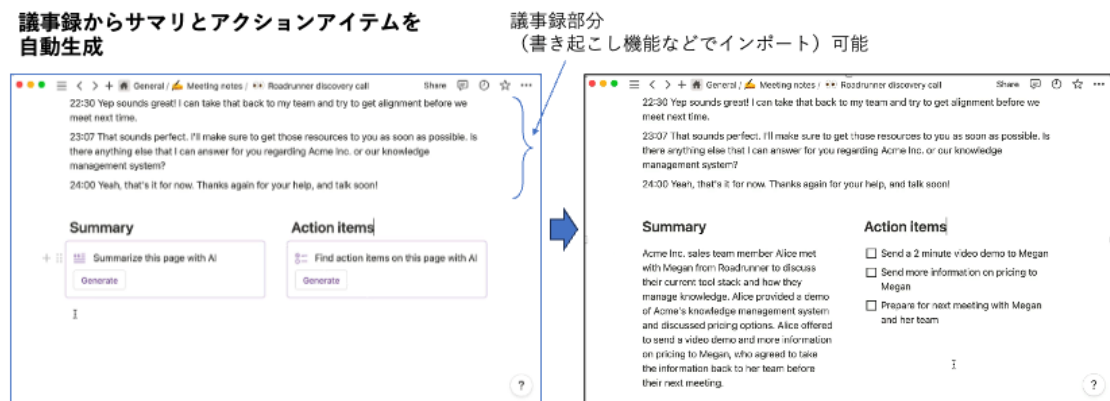 議事録からサマリとアクションアイテムを
自動生成
議事録部分
（書き起こし機能などでインポート）可能
General / Meeting notes / Roadrunner discovery call
Share
22:30 Yep sounds great! I can take that back to my team and try to get alignment before we
meet next time.
23:07 That sounds perfect. I'll make sure to get those resources to you as soon as possible. Is
there anything else that I can answer for you regarding Acme Inc. or our knowledge
management system?
24:00 Yeah, that's it for now. Thanks again for your help, and talk soon!
Summary
Summarize this page with AI
Generate
Action items
Find action items on this page with AI
Generate
?
General / Meeting notes / Roadrunner discovery call
Share
22:30 Yep sounds great! I can take that back to my team and try to get alignment before we
meet next time.
23:07 That sounds perfect. I'll make sure to get those resources to you as soon as possible. Is
there anything else that I can answer for you regarding Acme Inc. or our knowledge
management system?
24:00 Yeah, that's it for now. Thanks again for your help, and talk soon!
Summary
Acme Inc. sales team member Alice met
with Megan from Roadrunner to discuss
their current tool stack and how they
manage knowledge. Alice provided a demo
of Acme's knowledge management system
and discussed pricing options. Alice offered
to send a video demo and more information
on pricing to Megan, who agreed to take
the information back to her team before
their next meeting.
Action items
Send a 2 minute video demo to Megan
Send more information on pricing to
Megan
Prepare for next meeting with Megan
and her team
?